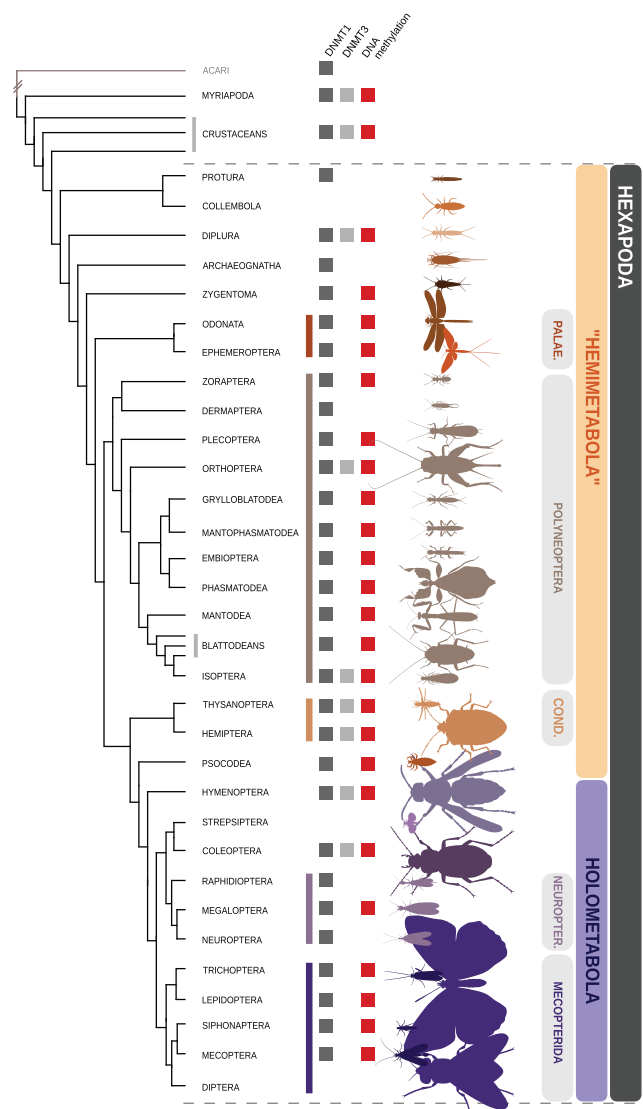 DNMT1
DNMT3
DNA
methylation
ACARI
MYRIAPODA
CRUSTACEANS
PROTURA
COLLEMBOLA
DIPLURA
ARCHAEOGNATHA
ZYGENTOMA
ODONATA
EPHEMEROPTERA
ZORAPTERA
DERMAPTERA
PLECOPTERA
ORTHOPTERA
GRYLLOBLATODEA
MANTOPHASMATODEA
EMBIOPTERA
PHASMATODEA
MANTODEA
BLATTODEANS
ISOPTERA
THYSANOPTERA
HEMIPTERA
PSOCODEA
HYMENOPTERA
STREPSIPTERA
COLEOPTERA
RAPHIDIOPTERA
MEGALOPTERA
NEUROPTERA
TRICHOPTERA
LEPIDOPTERA
SIPHONAPTERA
MECOPTERA
DIPTERA
PALAE.
POLYNEOPTERA
COND.
NEUROPTER.
MECOPTERIDA
"HEMIMETABOLA"
HOLOMETABOLA
HEXAPODA